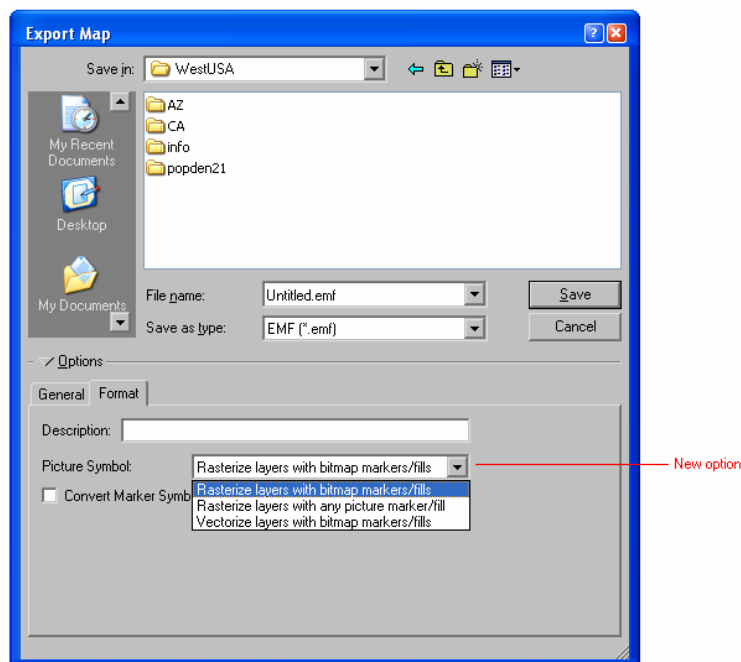 Export Map
Save in:
WestUSA
My Recent
Documents
Desktop
My Documents
AZ
CA
info
popden21
File name:
Untitled.emf
Save
Save as type:
EMF (*.emf)
Cancel
Options
General
Format
Description:
Picture Symbol:
Rasterize layers with bitmap markers/fills
New option
Convert Marker Symb
Rasterize layers with bitmap markers/fills
Rasterize layers with any picture marker/fill
Vectorize layers with bitmap markers/fills